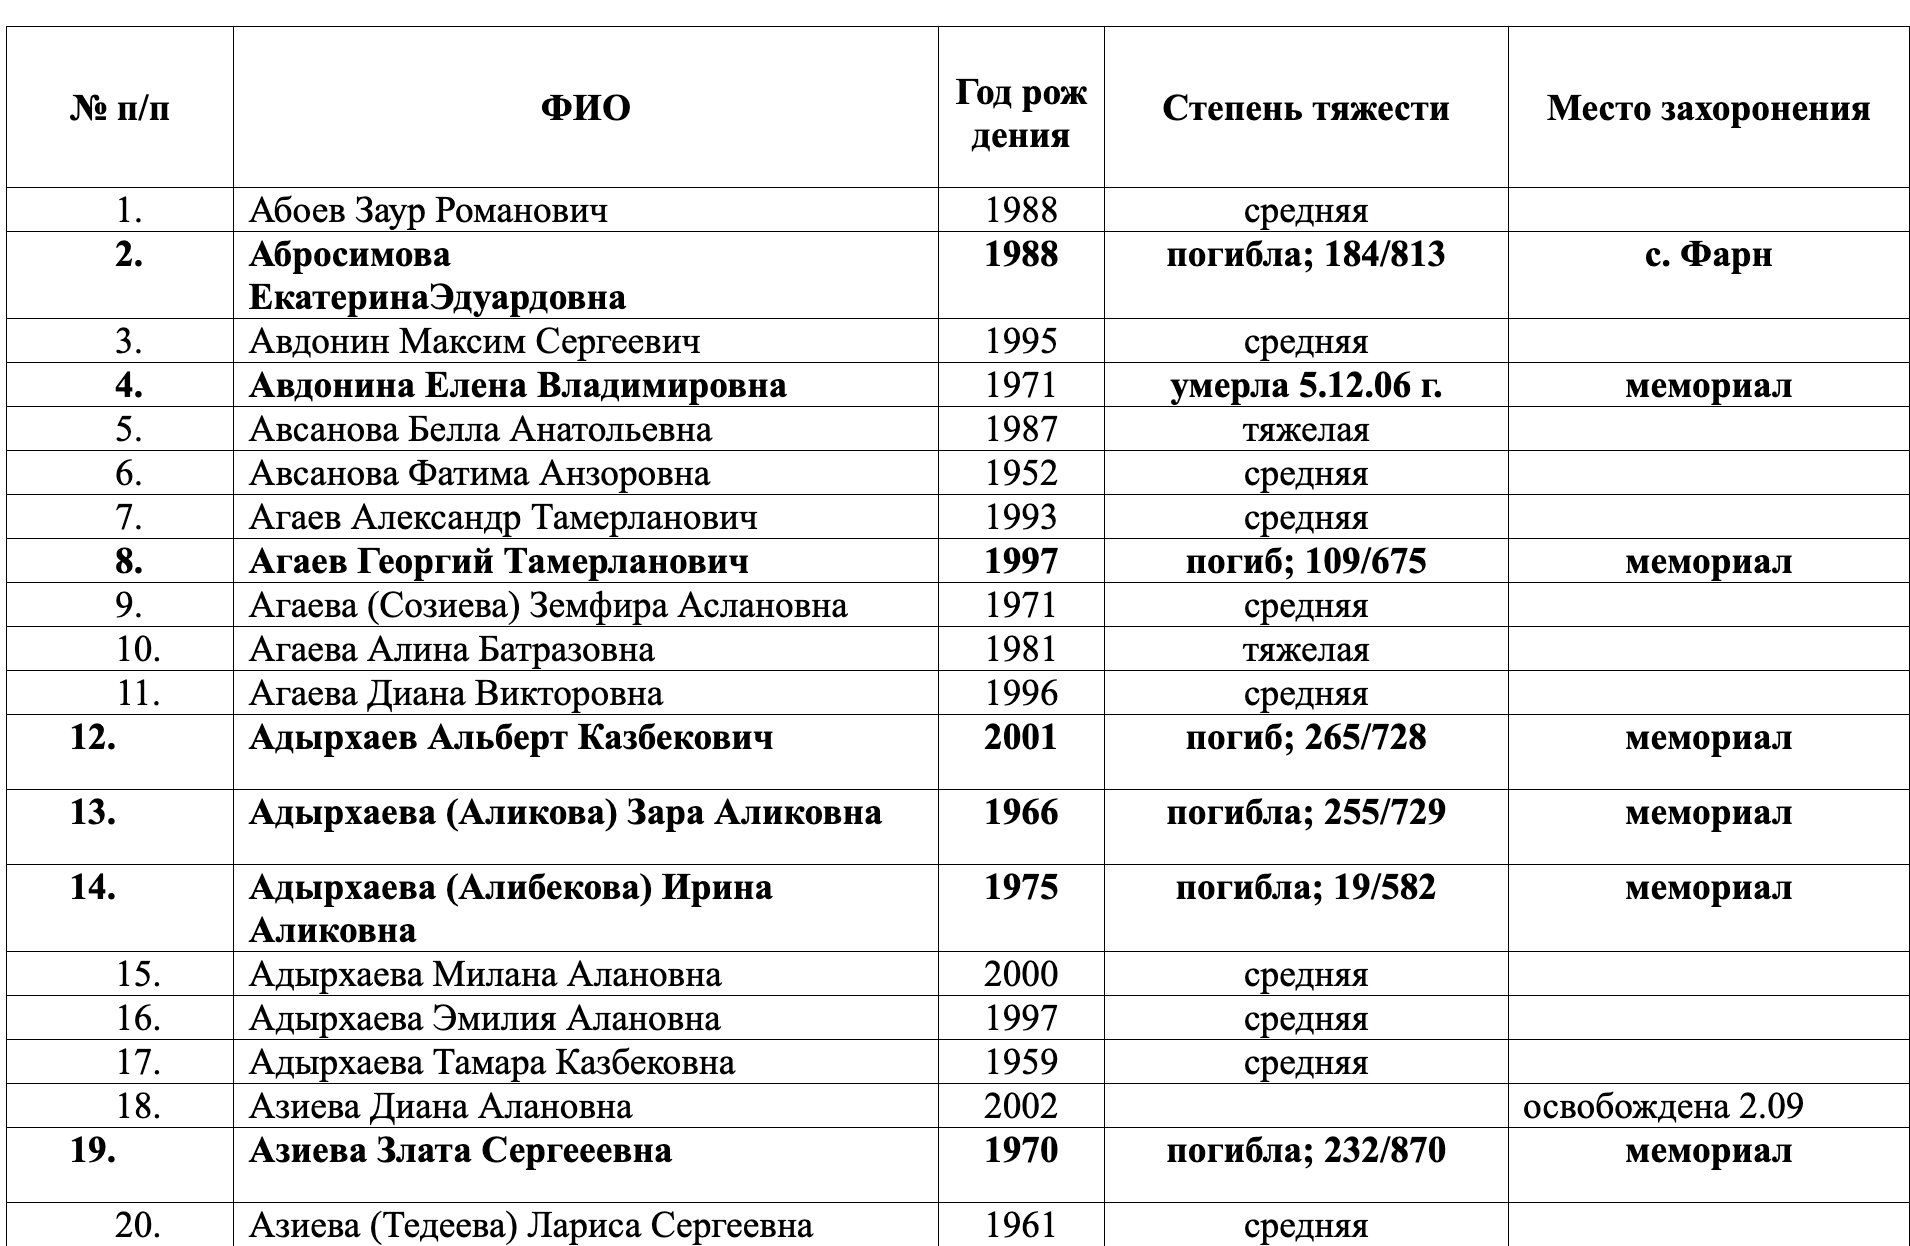 № п/п ФИО Год рож Степень тяжести Место захоронения
дения
1. Абоев Заур Романович 1988 средняя
2. Абросимова 1988 погибла; 184/813 с. Фарн
ЕкатеринаЭдуардовна
3. Авдонин Максим Сергеевич 1995 средняя
4. Авдонина Елена Владимировна 1971 умерла 5.12.06 г. мемориал
5. Авсанова Белла Анатольевна 1987 тяжелая
6. Авсанова Фатима Анзоровна 1952 средняя
7. Агаев Александр Тамерланович 1993 средняя
8. Агаев Георгий Тамерланович 1997 погиб; 109/675 мемориал
9. Агаева (Созиева) Земфира Аслановна 1971 средняя
10. Агаева Алина Батразовна 1981 тяжелая
11. Агаева Диана Викторовна 1996 средняя
12. Адырхаев Альберт Казбекович 2001 погиб; 265/728 мемориал
13. Адырхаева (Аликова) Зара Аликовна 1966 погибла; 255/729 мемориал
14. Адырхаева (Алибекова) Ирина 1975 погибла; 19/582 мемориал
Аликовна
15. Адырхаева Милана Алановна 2000 средняя
16. Адырхаева Эмилия Алановна 1997 средняя
17. Адырхаева Тамара Казбековна 1959 средняя
18. Азиева Диана Алановна 2002 освобождена 2.09
19. Азиева Злата Сергееевна 1970 погибла; 232/870 мемориал
20. Азиева (Тедеева) Лариса Сергеевна 1961 средняя